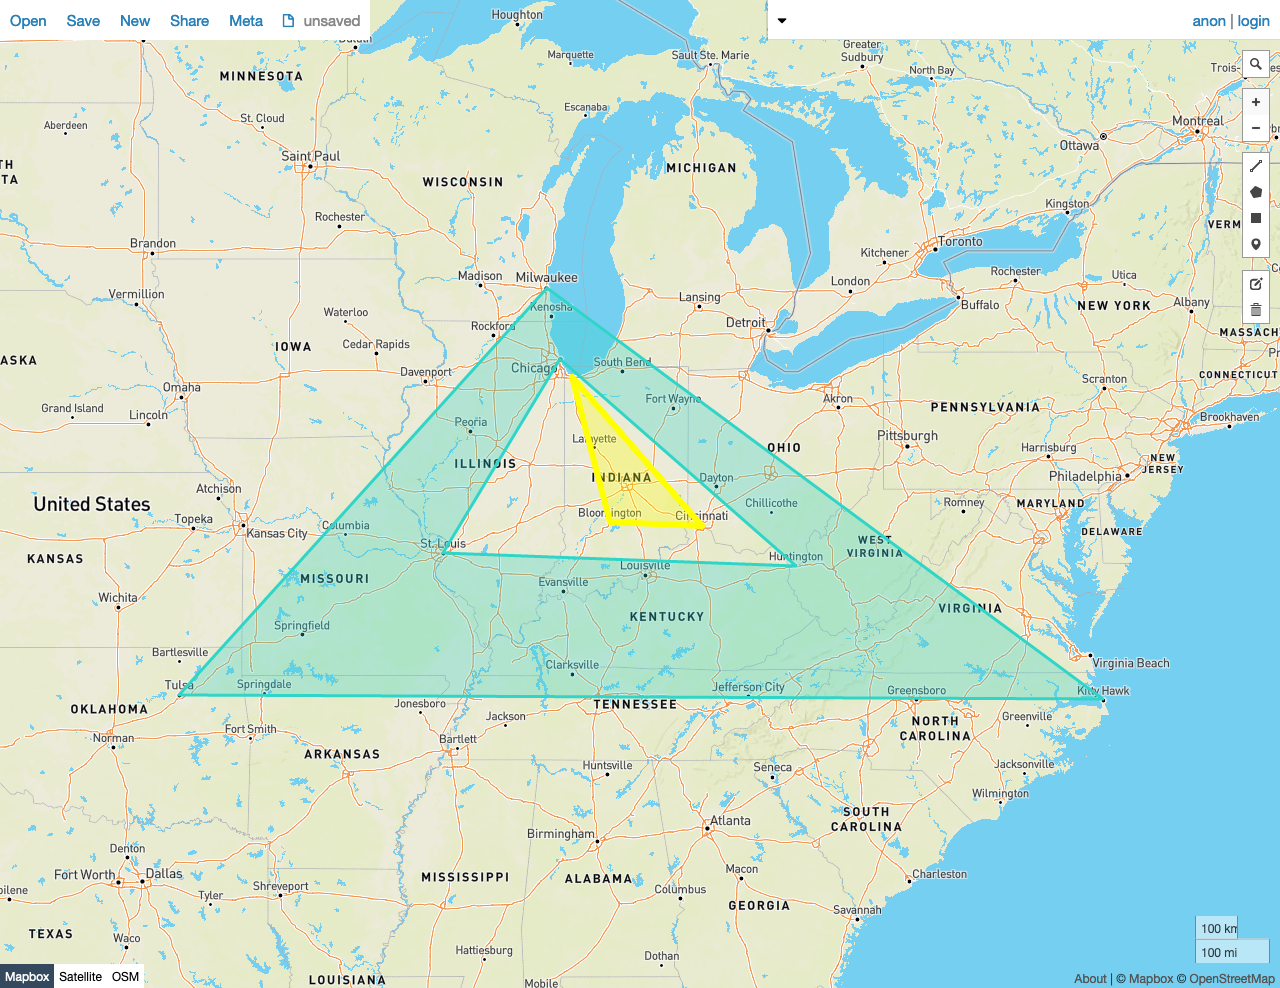 Open Save New Share Meta unsaved
anon | login
Houghton
Duluth
Marquette
Sault Ste. Marie
Greater
Sudbury
North Bay
MINNESOTA
Escanaba
Aberdeen
St. Cloud
Montreal
Ottawa
Saint Paul
WISCONSIN
MICHIGAN
Rochester
Kingston
Brandon
Toronto
Kitchener
Madison
Milwaukee
London
Rochester
Utica
Vermillion
Lansing
Buffalo
NEW YORK
Albany
Kenosha
Waterloo
Rockford
Detroit
IOWA
Cedar Rapids
Chicago
South Bend
Davenport
CONNECTICUT
Omaha
Scranton
Fort Wayne
Akron
Grand Island
Lincoln
PENNSYLVANIA
Brookhaven
Peoria
Lafayette
Pittsburgh
OHIO
Harrisburg
ILLINOIS
NEW
JERSEY
INDIANA
Dayton
Philadelphia
Atchison
United States
Chillicothe
Romney
MARYLAND
Bloomington
Cincinnati
Topeka
Kansas City
Columbia
DELAWARE
St. Louis
WEST
VIRGINIA
Huntington
KANSAS
Louisville
MISSOURI
Evansville
Wichita
KENTUCKY
VIRGINIA
Springfield
Bartlesville
Clarksville
Virginia Beach
Tulsa
Springdale
Jefferson City
Greensboro
Kitty Hawk
OKLAHOMA
Jonesboro
TENNESSEE
Jackson
NORTH
CAROLINA
Greenville
Fort Smith
Norman
Bartlett
ARKANSAS
Huntsville
Seneca
Jacksonville
Wilmington
SOUTH
CAROLINA
Atlanta
Birmingham
Denton
Fort Worth
Dallas
Macon
Charleston
MISSISSIPPI
ALABAMA
Shreveport
Columbus
Tyler
GEORGIA
Savannah
TEXAS
Waco
Hattiesburg
Dothan
LOUISIANA
Mobile
100 km
100 mi
Mapbox Satellite OSM
About | © Mapbox © OpenStreetMap